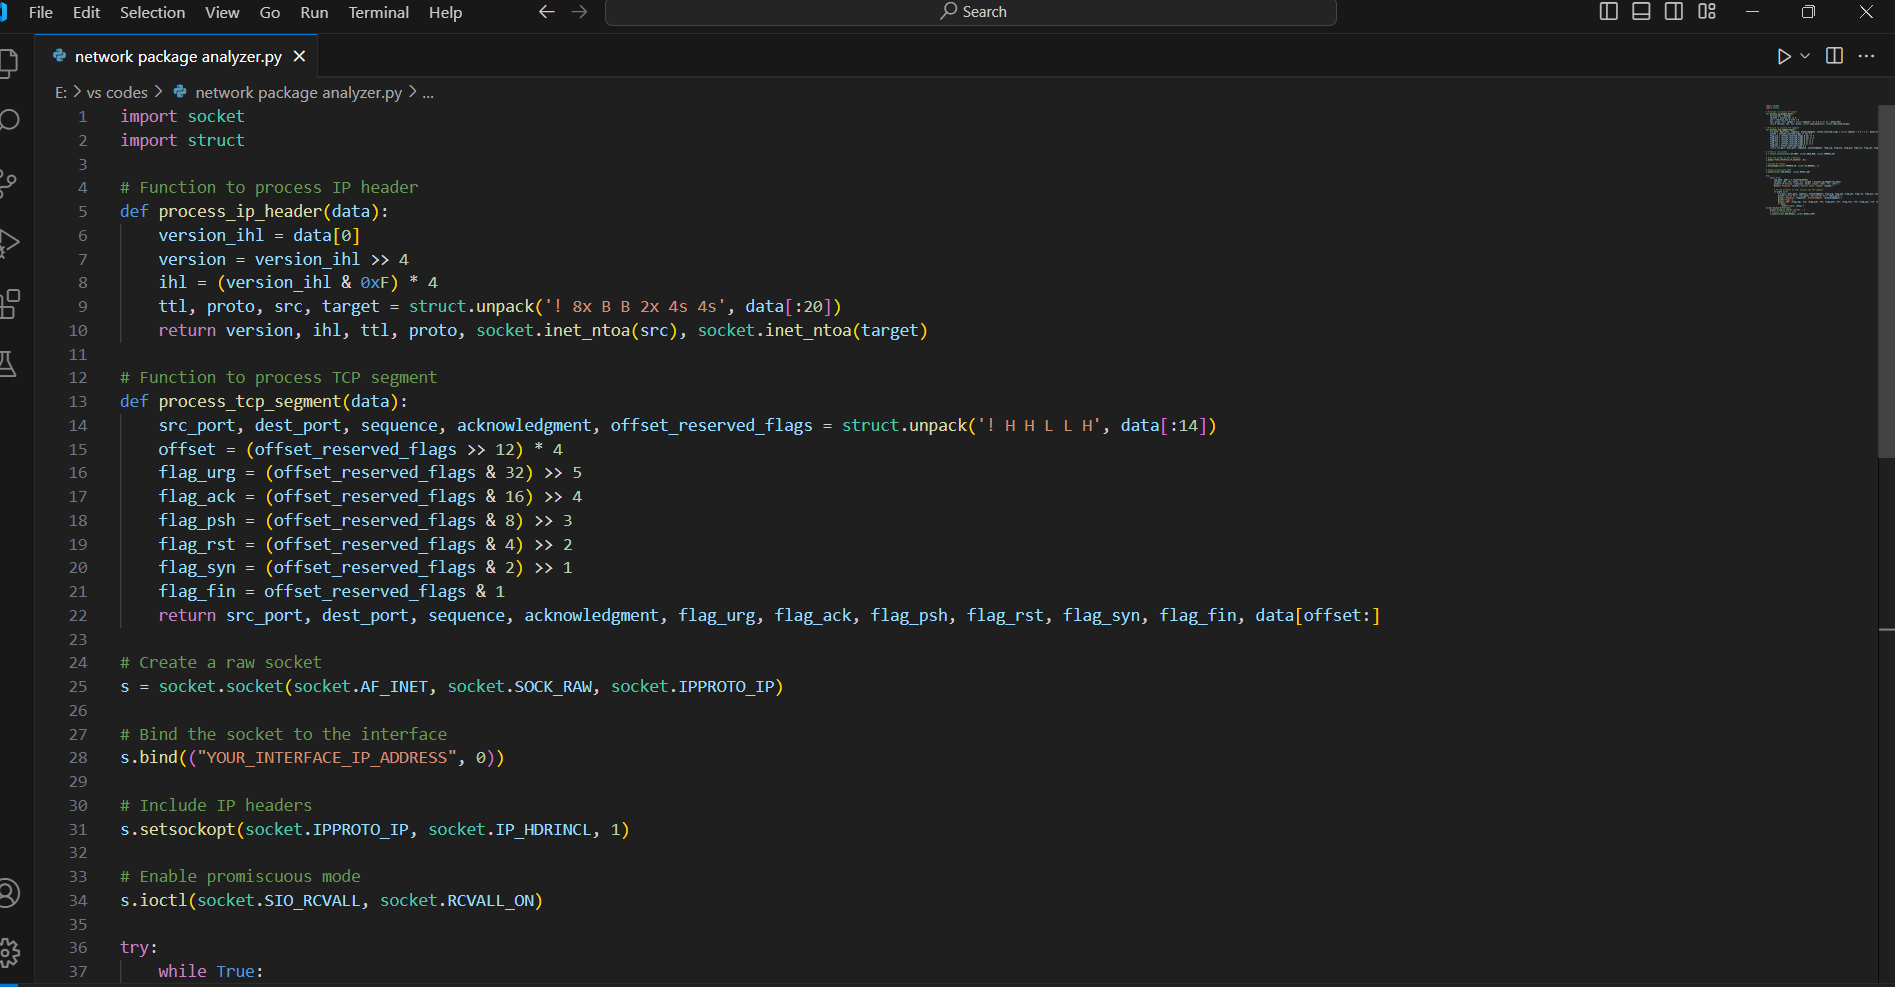 File Edit Selection View Go Run Terminal Help Search
network package analyzer.py
E: > vs codes > network package analyzer.py > ...
1 import socket
2 import struct
3
4 # Function to process IP header
5 def process_ip_header(data):
6     version_ihl = data[0]
7     version = version_ihl >> 4
8     ihl = (version_ihl & 0xF) * 4
9     ttl, proto, src, target = struct.unpack('! 8x B B 2x 4s 4s', data[:20])
10     return version, ihl, ttl, proto, socket.inet_ntoa(src), socket.inet_ntoa(target)
11
12 # Function to process TCP segment
13 def process_tcp_segment(data):
14     src_port, dest_port, sequence, acknowledgment, offset_reserved_flags = struct.unpack('! H H L L H', data[:14])
15     offset = (offset_reserved_flags >> 12) * 4
16     flag_urg = (offset_reserved_flags & 32) >> 5
17     flag_ack = (offset_reserved_flags & 16) >> 4
18     flag_psh = (offset_reserved_flags & 8) >> 3
19     flag_rst = (offset_reserved_flags & 4) >> 2
20     flag_syn = (offset_reserved_flags & 2) >> 1
21     flag_fin = offset_reserved_flags & 1
22     return src_port, dest_port, sequence, acknowledgment, flag_urg, flag_ack, flag_psh, flag_rst, flag_syn, flag_fin, data[offset:]
23
24 # Create a raw socket
25 s = socket.socket(socket.AF_INET, socket.SOCK_RAW, socket.IPPROTO_IP)
26
27 # Bind the socket to the interface
28 s.bind(("YOUR_INTERFACE_IP_ADDRESS", 0))
29
30 # Include IP headers
31 s.setsockopt(socket.IPPROTO_IP, socket.IP_HDRINCL, 1)
32
33 # Enable promiscuous mode
34 s.ioctl(socket.SIO_RCVALL, socket.RCVALL_ON)
35
36 try:
37     while True: